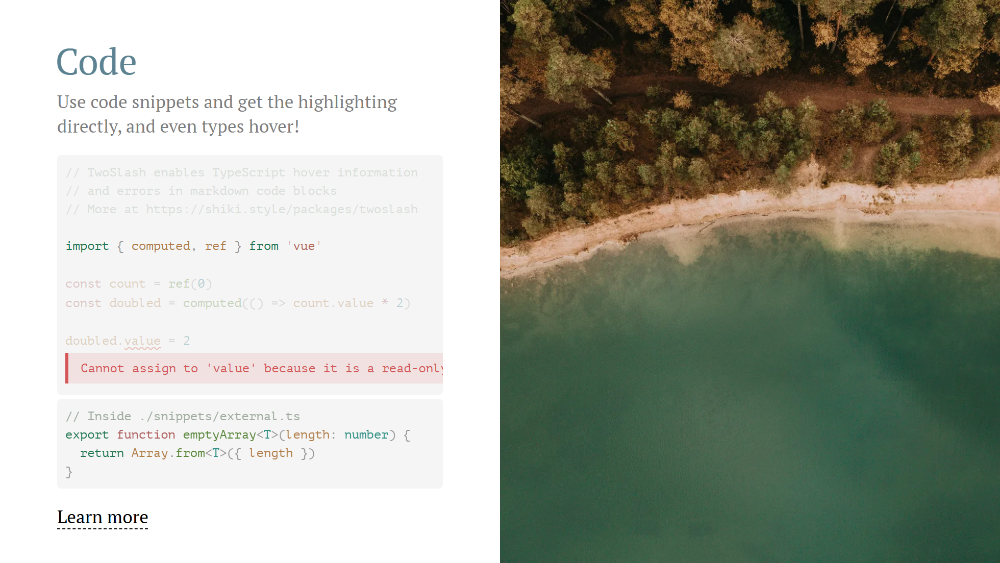 Code
Use code snippets and get the highlighting
directly, and even types hover!
// TwoSlash enables TypeScript hover information
// and errors in markdown code blocks
// More at https://shiki.style/packages/twoslash
import { computed, ref } from 'vue'
const count = ref(0)
const doubled = computed(() => count.value * 2)
doubled.value = 2
Cannot assign to 'value' because it is a read-only
// Inside ./snippets/external.ts
export function emptyArray<T>(length: number) {
  return Array.from<T>({ length })
}
Learn more